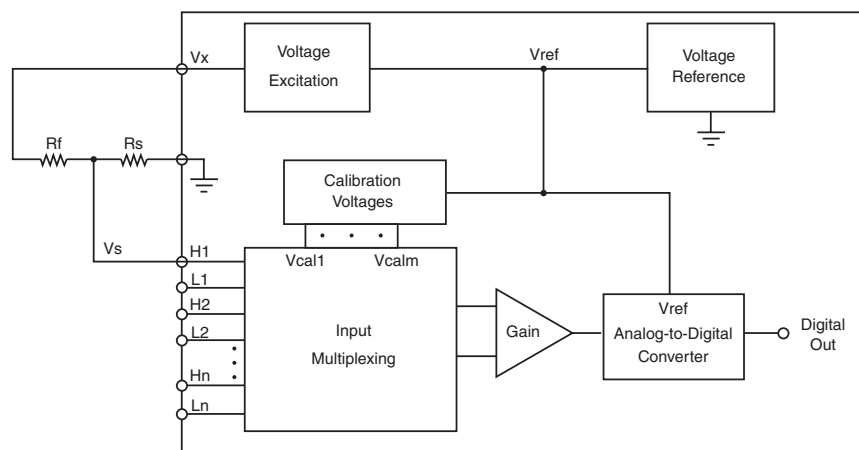 Vx
Voltage
Excitation
Vref
Voltage
Reference
Rf
Rs
Calibration
Voltages
Vs
H1
Vcal1
Vcalm
L1
H2
L2
Hn
Ln
Input
Multiplexing
Gain
Vref
Analog-to-Digital
Converter
Digital
Out